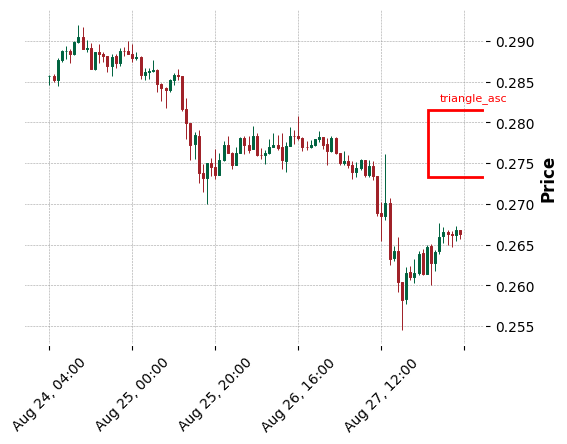 triangle_asc
0.290
0.285
0.280
0.275
0.270
0.265
0.260
0.255
Price
Aug 24, 04:00
Aug 25, 00:00
Aug 25, 20:00
Aug 26, 16:00
Aug 27, 12:00